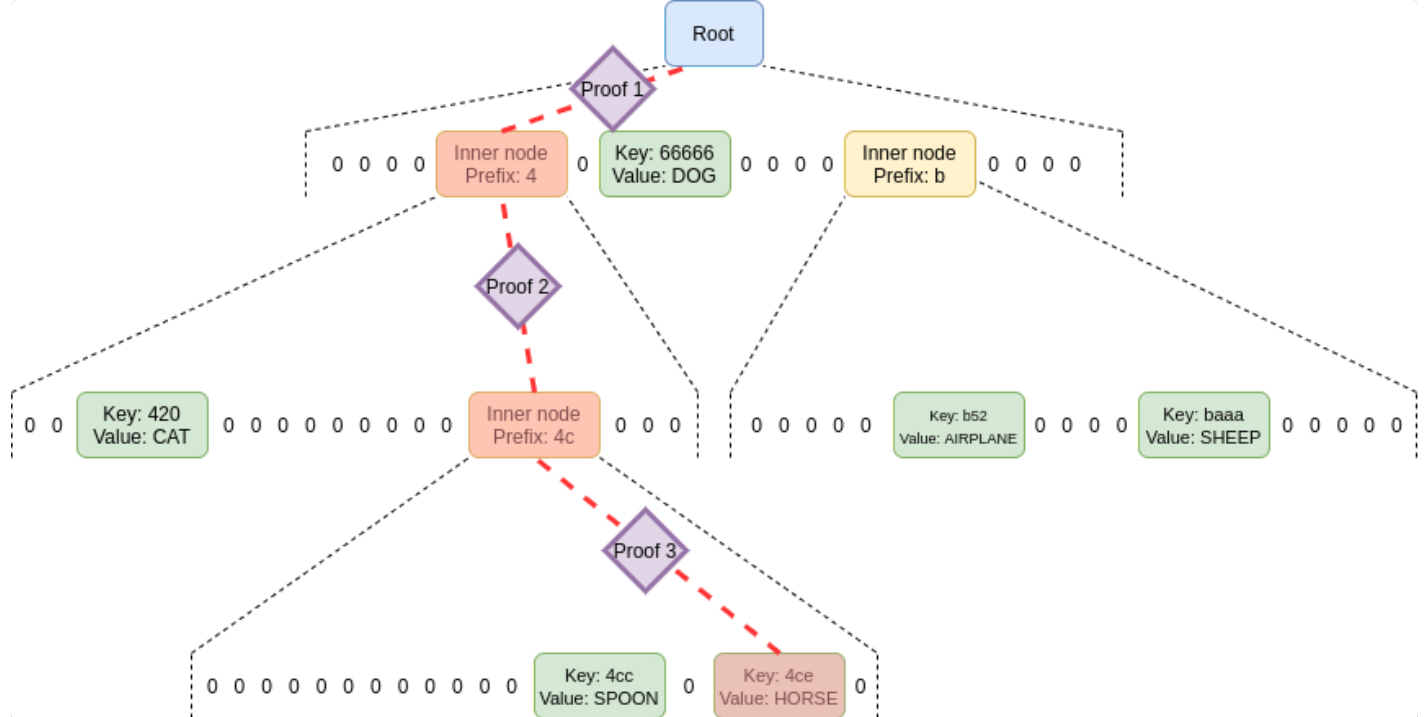 Root
Proof 1
0 0 0 0
Inner node
Prefix: 4
0
Key: 66666
Value: DOG
0 0 0 0
Inner node
Prefix: b
0 0 0 0
Proof 2
0 0
Key: 420
Value: CAT
0 0 0 0 0 0 0 0 0
Inner node
Prefix: 4c
0 0 0
0 0 0 0 0
Key: b52
Value: AIRPLANE
0 0 0 0
Key: baaa
Value: SHEEP
0 0 0 0 0
Proof 3
0 0 0 0 0 0 0 0 0 0 0 0
Key: 4cc
Value: SPOON
0
Key: 4ce
Value: HORSE
0